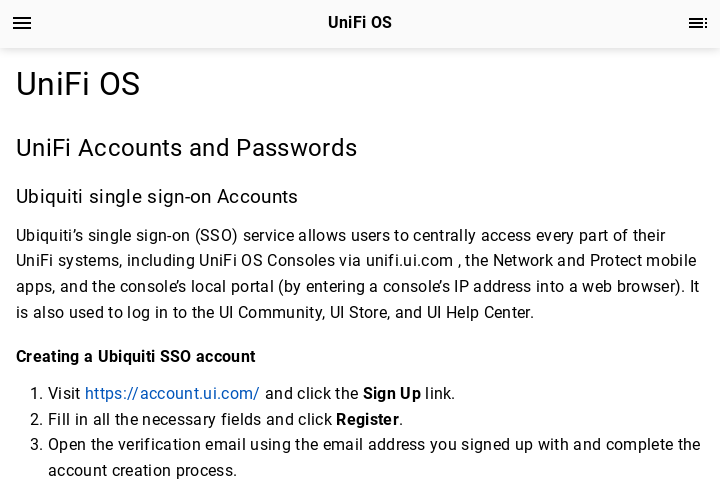 UniFi OS
UniFi OS
UniFi Accounts and Passwords
Ubiquiti single sign-on Accounts
Ubiquiti’s single sign-on (SSO) service allows users to centrally access every part of their
UniFi systems, including UniFi OS Consoles via unifi.ui.com , the Network and Protect mobile
apps, and the console’s local portal (by entering a console’s IP address into a web browser). It
is also used to log in to the UI Community, UI Store, and UI Help Center.
Creating a Ubiquiti SSO account
1. Visit https://account.ui.com/ and click the Sign Up link.
2. Fill in all the necessary fields and click Register.
3. Open the verification email using the email address you signed up with and complete the
account creation process.